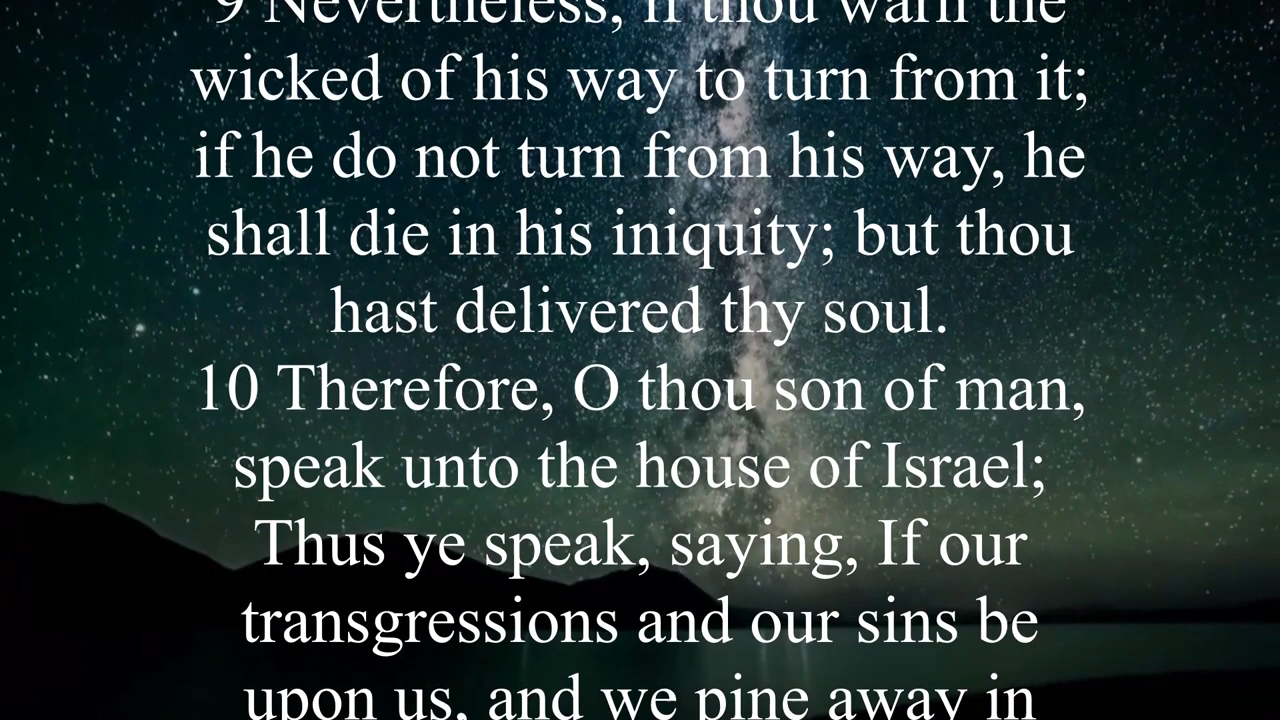 9 Nevertheless, if thou warn the
wicked of his way to turn from it;
if he do not turn from his way, he
shall die in his iniquity; but thou
hast delivered thy soul.
10 Therefore, O thou son of man,
speak unto the house of Israel;
Thus ye speak, saying, If our
transgressions and our sins be
upon us, and we pine away in